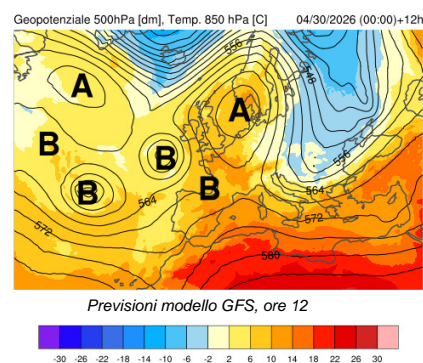 Geopotenziale 500hPa [dm], Temp. 850 hPa [C] 04/30/2026 (00:00)+12h
556
548
A
A
B
B
556
B
B
564
564
572
572
580
Previsioni modello GFS, ore 12
-30 -26 -22 -18 -14 -10 -6 -2 2 6 10 14 18 22 26 30